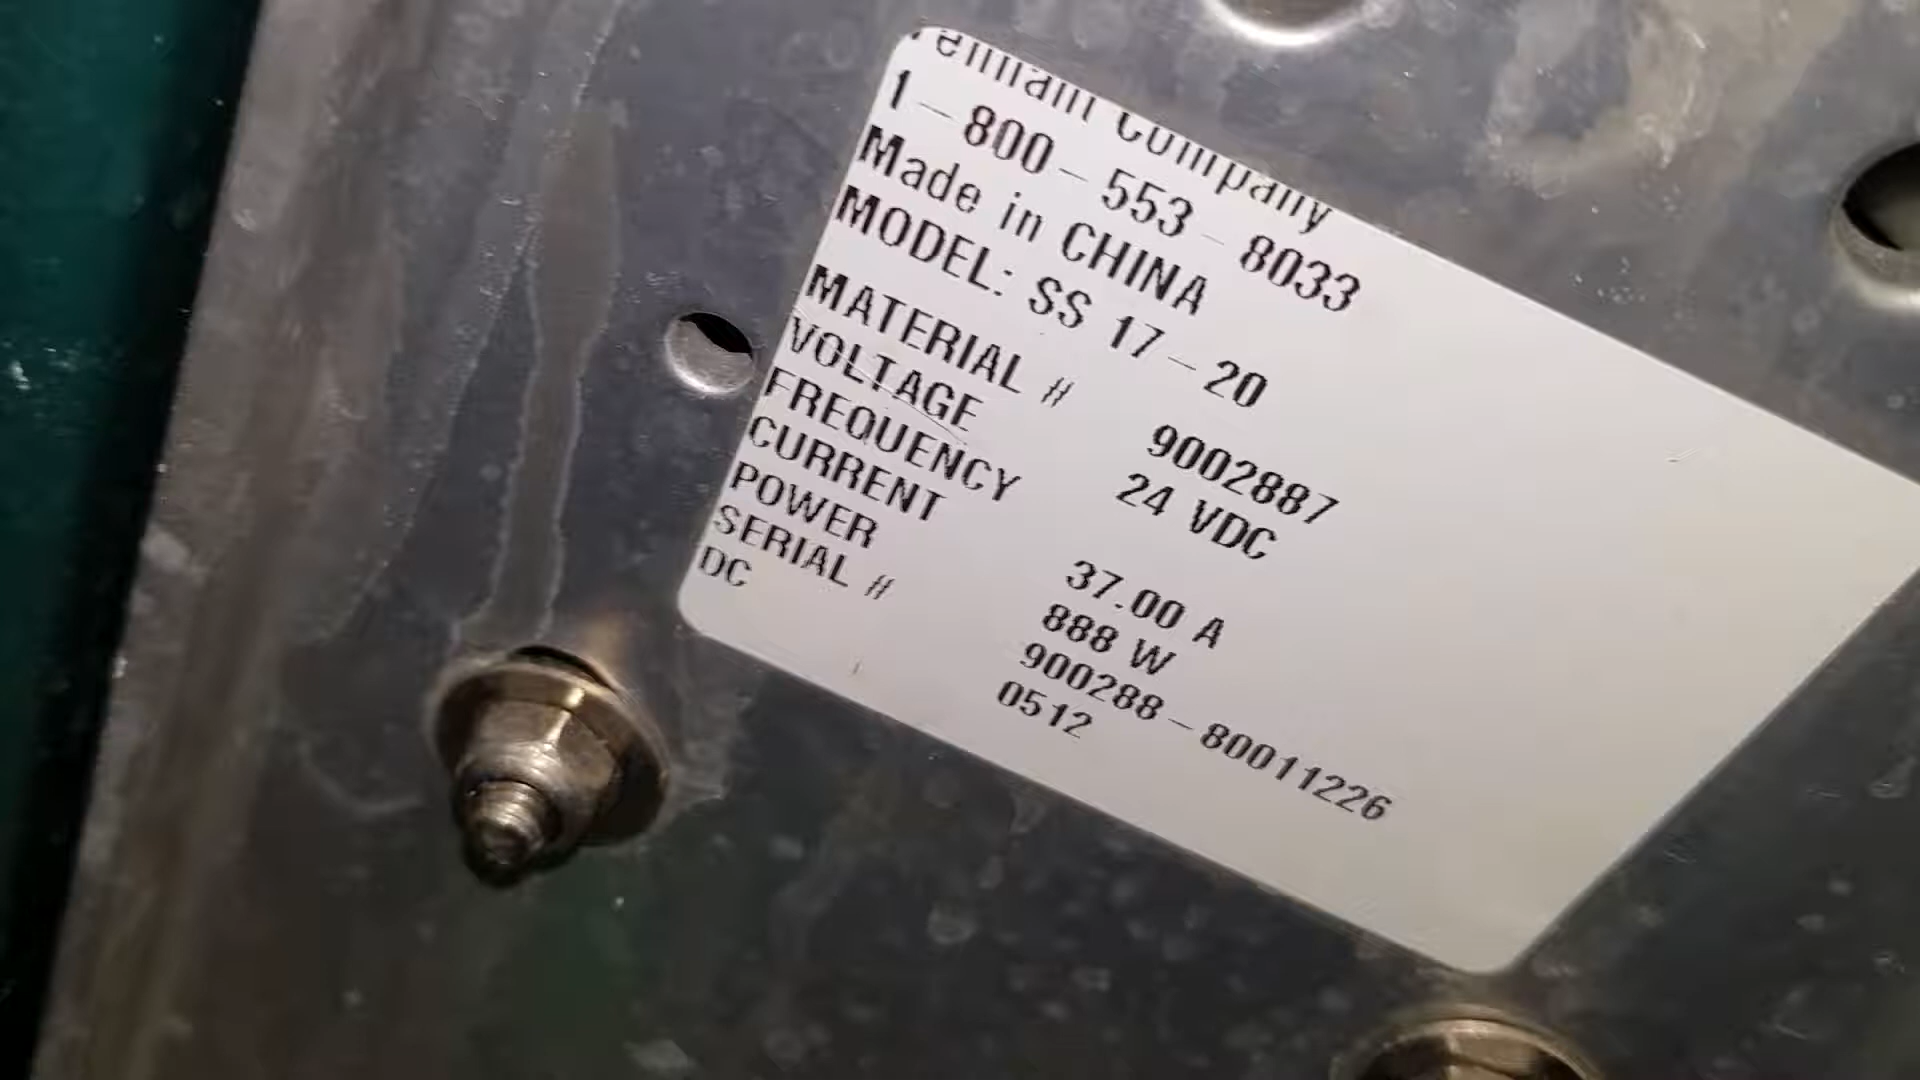 Tennant Company
1-800-553-8033
Made in CHINA
MODEL: SS 17-20
MATERIAL # 9002887
VOLTAGE 24 VDC
FREQUENCY
CURRENT 37.00 A
POWER 888 W
SERIAL # 900288-80011226
DC 0512